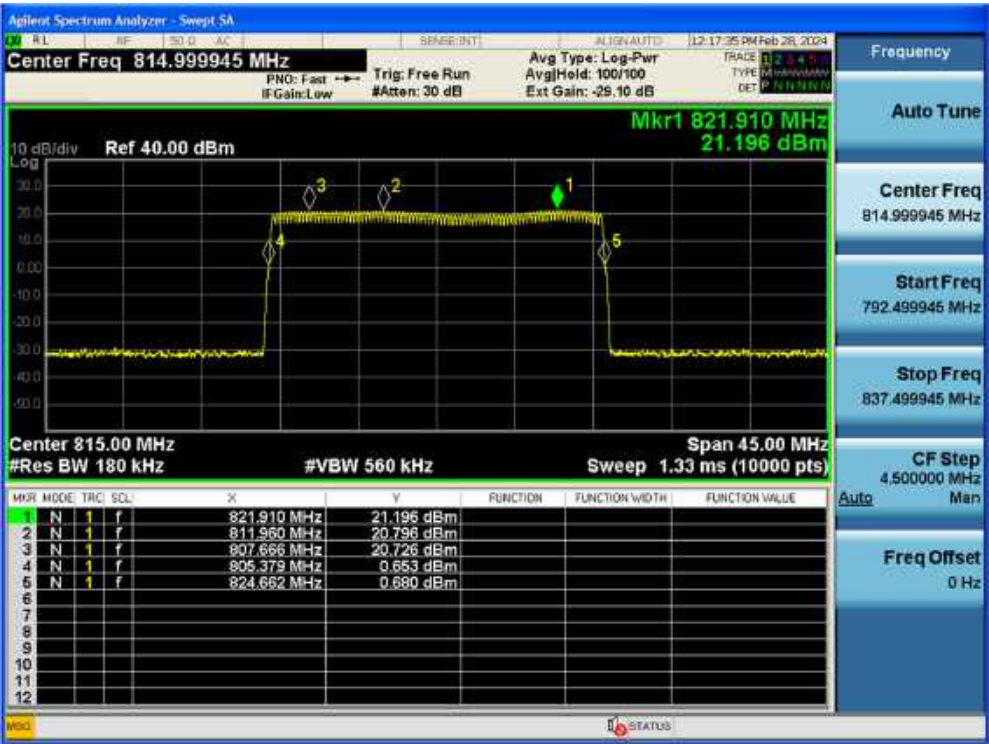 Agilent Spectrum Analyzer - Swept SA
RL RF 50 Ω AC SENSE:INT ALIGN AUTO 12:17:35 PM Feb 28, 2024
Center Freq 814.999945 MHz
PNO: Fast
IFGain:Low
Trig: Free Run
#Atten: 30 dB
Avg Type: Log-Pwr
Avg|Hold: 100/100
Ext Gain: -29.10 dB
TRACE 1 2 3 4 5 6
TYPE
DET P N N N N N
Mkr1 821.910 MHz
21.196 dBm
10 dB/div Ref 40.00 dBm
Log
30.0
20.0
10.0
0.00
-10.0
-20.0
-30.0
-40.0
-50.0
3 2 1
4 5
Center 815.00 MHz Span 45.00 MHz
#Res BW 180 kHz #VBW 560 kHz Sweep 1.33 ms (10000 pts)
MKR MODE TRC SCL X Y FUNCTION FUNCTION WIDTH FUNCTION VALUE
1 N 1 f 821.910 MHz 21.196 dBm
2 N 1 f 811.960 MHz 20.796 dBm
3 N 1 f 807.666 MHz 20.726 dBm
4 N 1 f 805.379 MHz 0.653 dBm
5 N 1 f 824.662 MHz 0.680 dBm
6
7
8
9
10
11
12
MSG STATUS
Frequency
Auto Tune
Center Freq
814.999945 MHz
Start Freq
792.499945 MHz
Stop Freq
837.499945 MHz
CF Step
4.500000 MHz
Auto Man
Freq Offset
0 Hz